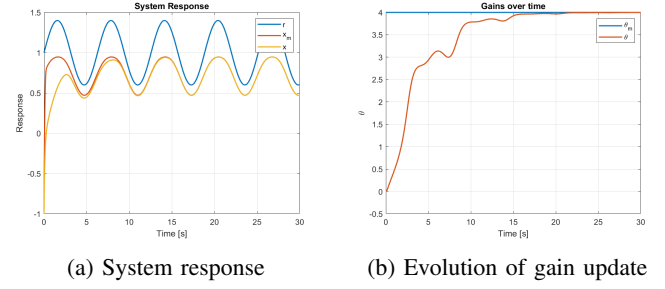 System Response
1.5
1
0.5
0
-0.5
-1
0
5
10
15
20
25
30
Response
Time [s]
r
x_m
x
Gains over time
4
3.5
3
2.5
2
1.5
1
0.5
0
-0.5
0
5
10
15
20
25
30
θ
Time [s]
θ_m
θ
(a) System response
(b) Evolution of gain update